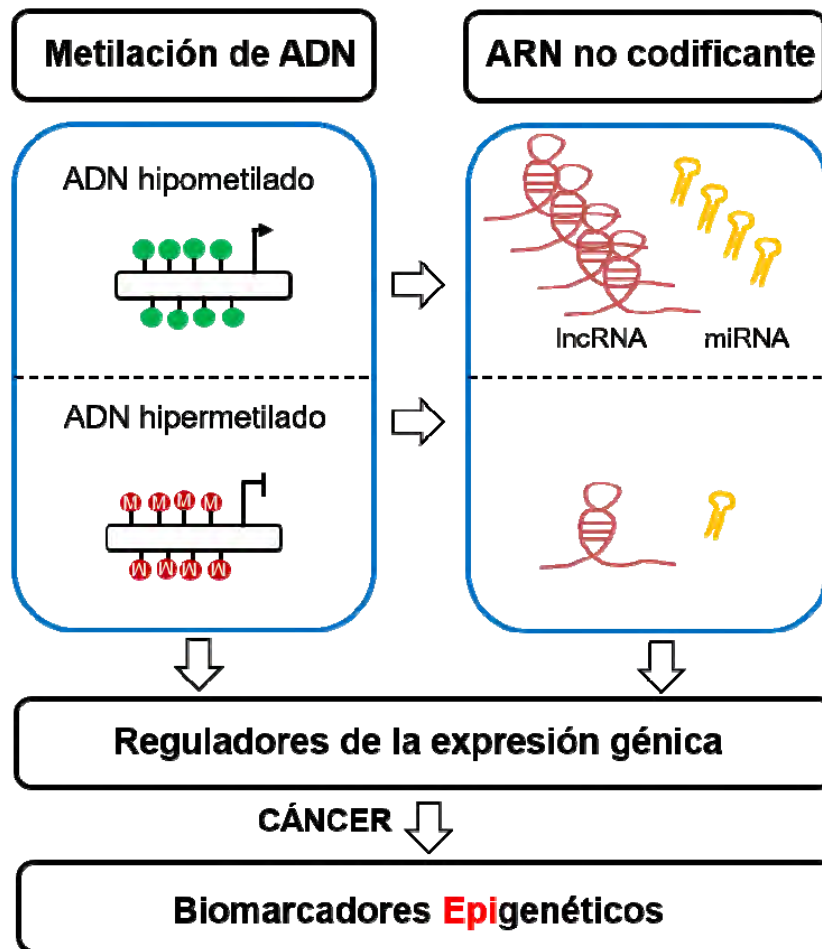 Metilación de ADN
ARN no codificante
ADN hipometilado
lncRNA
miRNA
ADN hipermetilado
M M M M
M M M M
Reguladores de la expresión génica
CÁNCER
Biomarcadores Epigenéticos